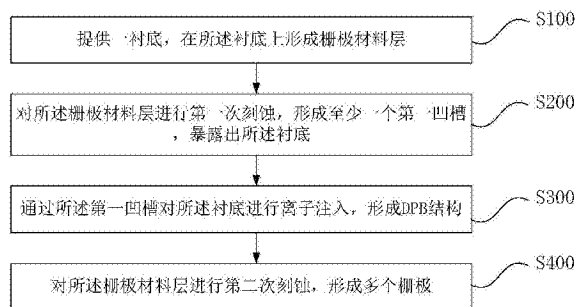 提供一衬底，在所述衬底上形成栅极材料层
S100
对所述栅极材料层进行第一次刻蚀，形成至少一个第一凹槽
，暴露出所述衬底
S200
通过所述第一凹槽对所述衬底进行离子注入，形成DPB结构
S300
对所述栅极材料层进行第二次刻蚀，形成多个栅极
S400